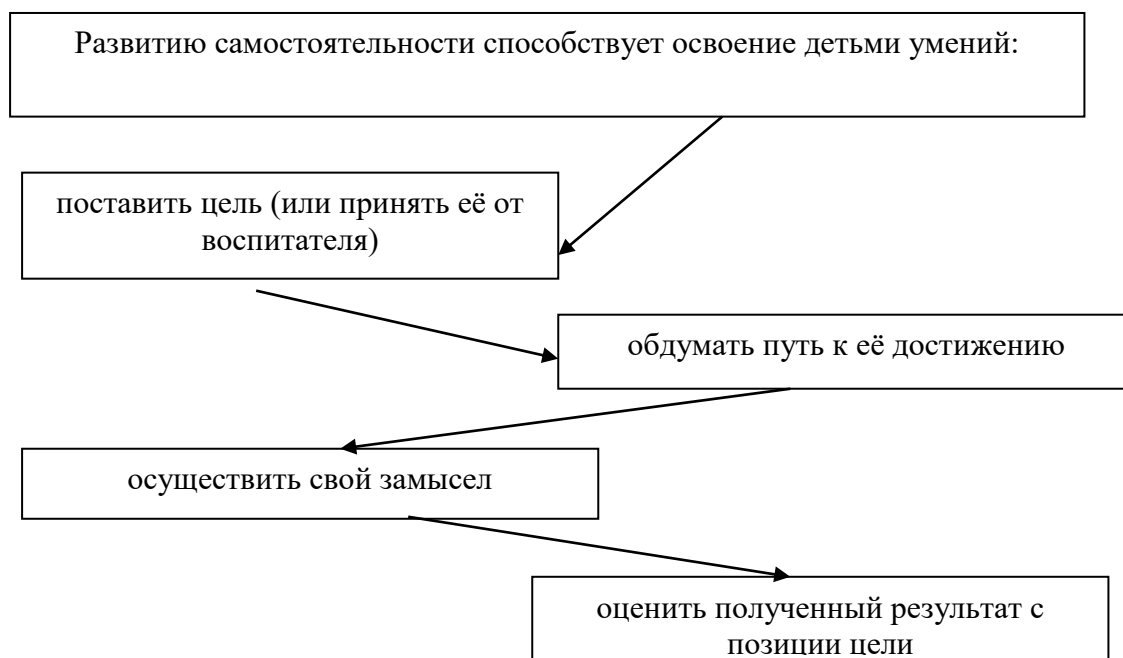 Развитию самостоятельности способствует освоение детьми умений:
поставить цель (или принять её от
воспитателя)
обдумать путь к её достижению
осуществить свой замысел
оценить полученный результат с
позиции цели